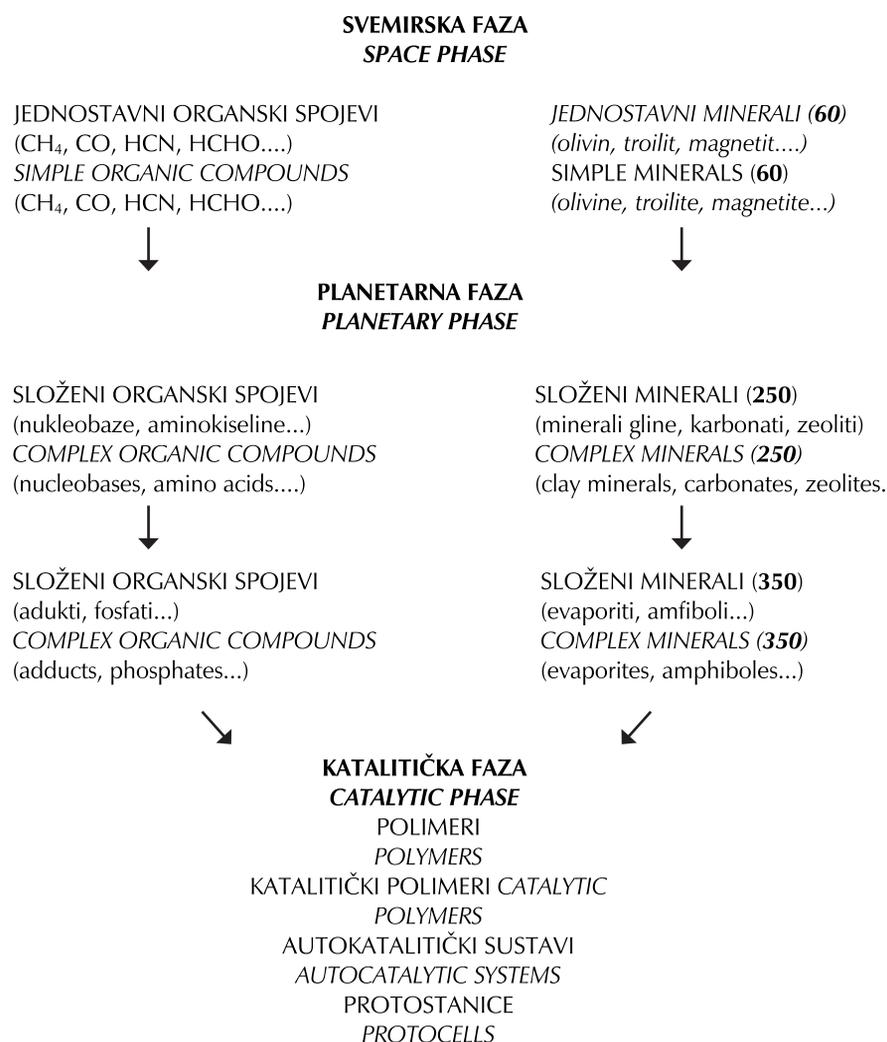 SVEMIRSKA FAZA
SPACE PHASE
JEDNOSTAVNI ORGANSKI SPOJEVI
(CH₄, CO, HCN, HCHO....)
SIMPLE ORGANIC COMPOUNDS
(CH₄, CO, HCN, HCHO....)
JEDNOSTAVNI MINERALI (60)
(olivin, troilit, magnetit....)
SIMPLE MINERALS (60)
(olivine, troilite, magnetite...)
PLANETARNA FAZA
PLANETARY PHASE
SLOŽENI ORGANSKI SPOJEVI
(nukleobaze, aminokiseline...)
COMPLEX ORGANIC COMPOUNDS
(nucleobases, amino acids....)
SLOŽENI MINERALI (250)
(minerali gline, karbonati, zeoliti)
COMPLEX MINERALS (250)
(clay minerals, carbonates, zeolites.
SLOŽENI ORGANSKI SPOJEVI
(adukti, fosfati...)
COMPLEX ORGANIC COMPOUNDS
(adducts, phosphates...)
SLOŽENI MINERALI (350)
(evaporiti, amfiboli...)
COMPLEX MINERALS (350)
(evaporites, amphiboles...)
KATALITIČKA FAZA
CATALYTIC PHASE
POLIMERI
POLYMERS
KATALITIČKI POLIMERI CATALYTIC
POLYMERS
AUTOKATALITIČKI SUSTAVI
AUTOCATALYTIC SYSTEMS
PROTOSTANICE
PROTOCELLS